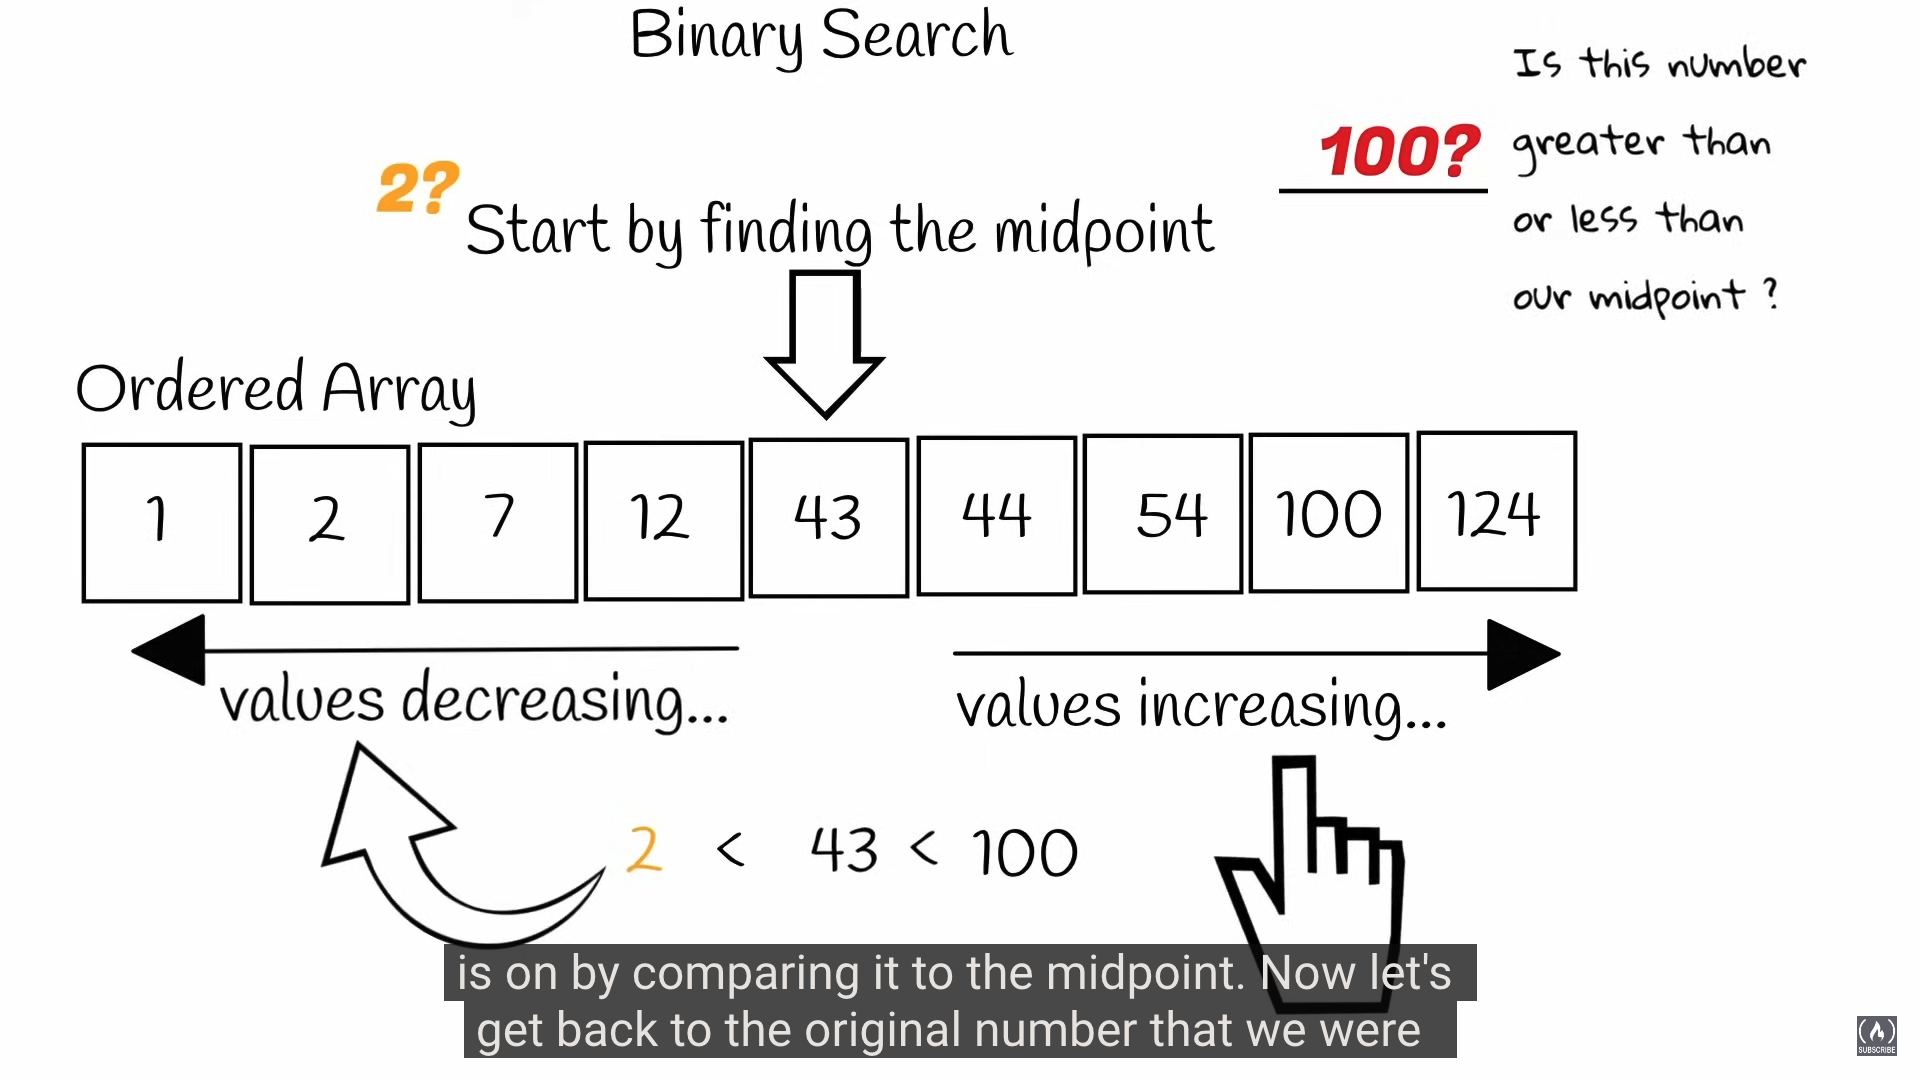 Binary Search
Is this number
100? greater than
or less than
our midpoint ?
2?
Start by finding the midpoint
Ordered Array
1 2 7 12 43 44 54 100 124
values decreasing... values increasing...
2 < 43 < 100
is on by comparing it to the midpoint. Now let's
get back to the original number that we were
SUBSCRIBE